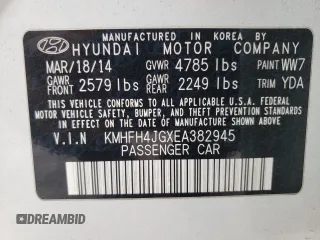 MANUFACTURED IN KOREA BY
HYUNDAI MOTOR COMPANY
MAR/18/14 GVWR 4785 lbs PAINT WW7
GAWR FRONT 2579 lbs GAWR REAR 2249 lbs TRIM YDA
THIS VEHICLE CONFORMS TO ALL APPLICABLE
FEDERAL MOTOR VEHICLE SAFETY, BUMPER, AND
THEFT PREVENTION STANDARDS IN EFFECT ON THE
DATE OF MANUFACTURE SHOWN ABOVE.
V.I.N KMHFH4JGXEA382945
PASSENGER CAR
DREAMBID